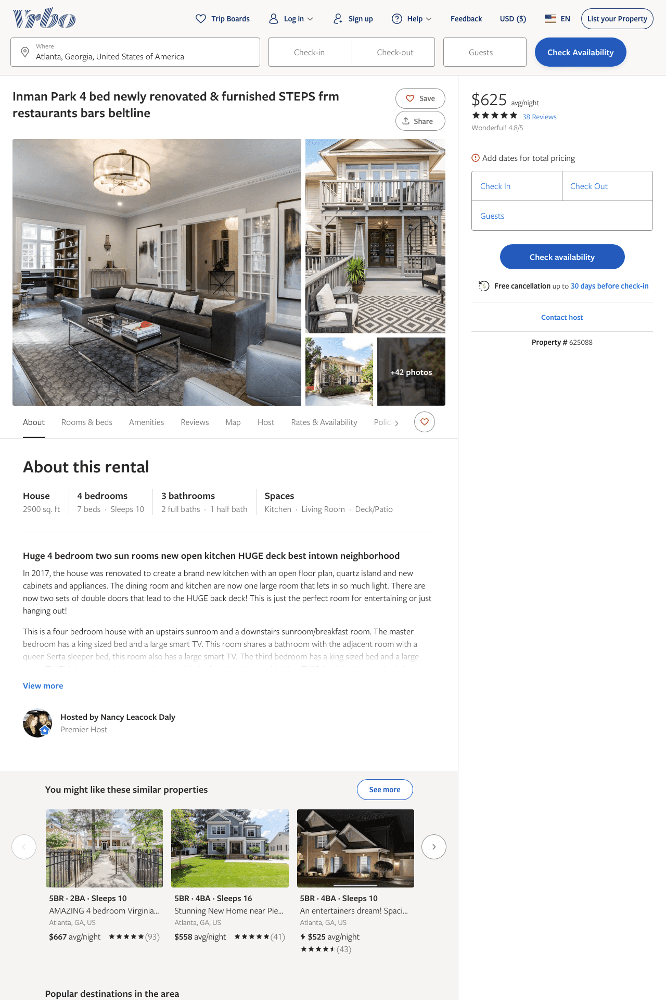 Vrbo
Trip Boards
Log in
Sign up
Help
Feedback
USD ($)
EN
List your Property
Where
Atlanta, Georgia, United States of America
Check-in
Check-out
Guests
Check Availability
Inman Park 4 bed newly renovated & furnished STEPS frm
restaurants bars beltline
Save
Share
+42 photos
$625 avg/night
38 Reviews
Wonderful! 4.8/5
Add dates for total pricing
Check In
Check Out
Guests
Check availability
Free cancellation up to 30 days before check-in
Contact host
Property # 625088
About
Rooms & beds
Amenities
Reviews
Map
Host
Rates & Availability
About this rental
House
2900 sq. ft
4 bedrooms
7 beds · Sleeps 10
3 bathrooms
2 full baths · 1 half bath
Spaces
Kitchen · Living Room · Deck/Patio
Huge 4 bedroom two sun rooms new open kitchen HUGE deck best intown neighborhood
In 2017, the house was renovated to create a brand new kitchen with an open floor plan, quartz island and new
cabinets and appliances. The dining room and kitchen are now one large room that lets in so much light. There are
now two sets of double doors that lead to the HUGE back deck! This is just the perfect room for entertaining or just
hanging out!
This is a four bedroom house with an upstairs sunroom and a downstairs sunroom/breakfast room. The master
bedroom has a king sized bed and a large smart TV. This room shares a bathroom with the adjacent room with a
queen Serta sleeper bed, this room also has a large smart TV. The third bedroom has a king sized bed and a large
View more
Hosted by Nancy Leacock Daly
Premier Host
You might like these similar properties
See more
5BR · 2BA · Sleeps 10
AMAZING 4 bedroom Virginia...
Atlanta, GA, US
$667 avg/night
(93)
5BR · 4BA · Sleeps 16
Stunning New Home near Pie...
Atlanta, GA, US
$558 avg/night
(41)
5BR · 4BA · Sleeps 10
An entertainers dream! Spaci...
Atlanta, GA, US
$525 avg/night
(43)
Popular destinations in the area